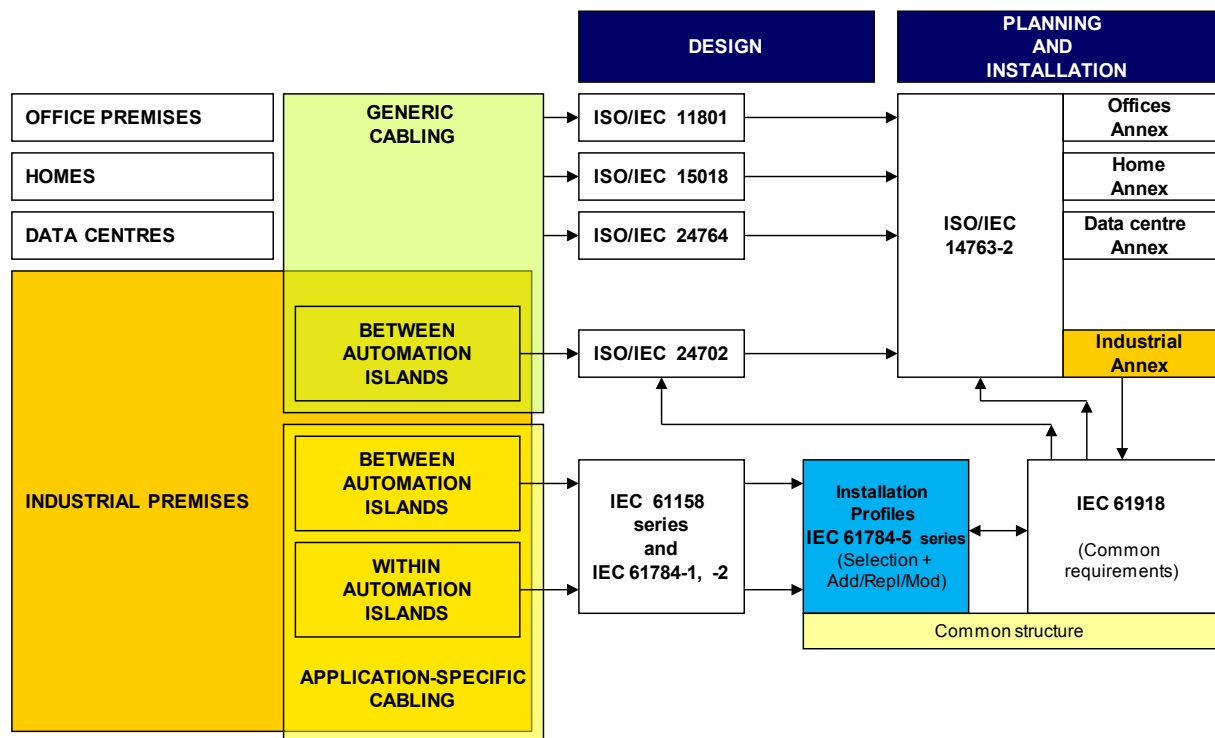 DESIGN
PLANNING
AND
INSTALLATION
OFFICE PREMISES
HOMES
DATA CENTRES
INDUSTRIAL PREMISES
GENERIC
CABLING
BETWEEN
AUTOMATION
ISLANDS
BETWEEN
AUTOMATION
ISLANDS
WITHIN
AUTOMATION
ISLANDS
APPLICATION-SPECIFIC
CABLING
ISO/IEC 11801
ISO/IEC 15018
ISO/IEC 24764
ISO/IEC 24702
IEC 61158
series
and
IEC 61784-1, -2
ISO/IEC
14763-2
Offices
Annex
Home
Annex
Data centre
Annex
Industrial
Annex
Installation
Profiles
IEC 61784-5 series
(Selection +
Add/Repl/Mod)
IEC 61918
(Common
requirements)
Common structure